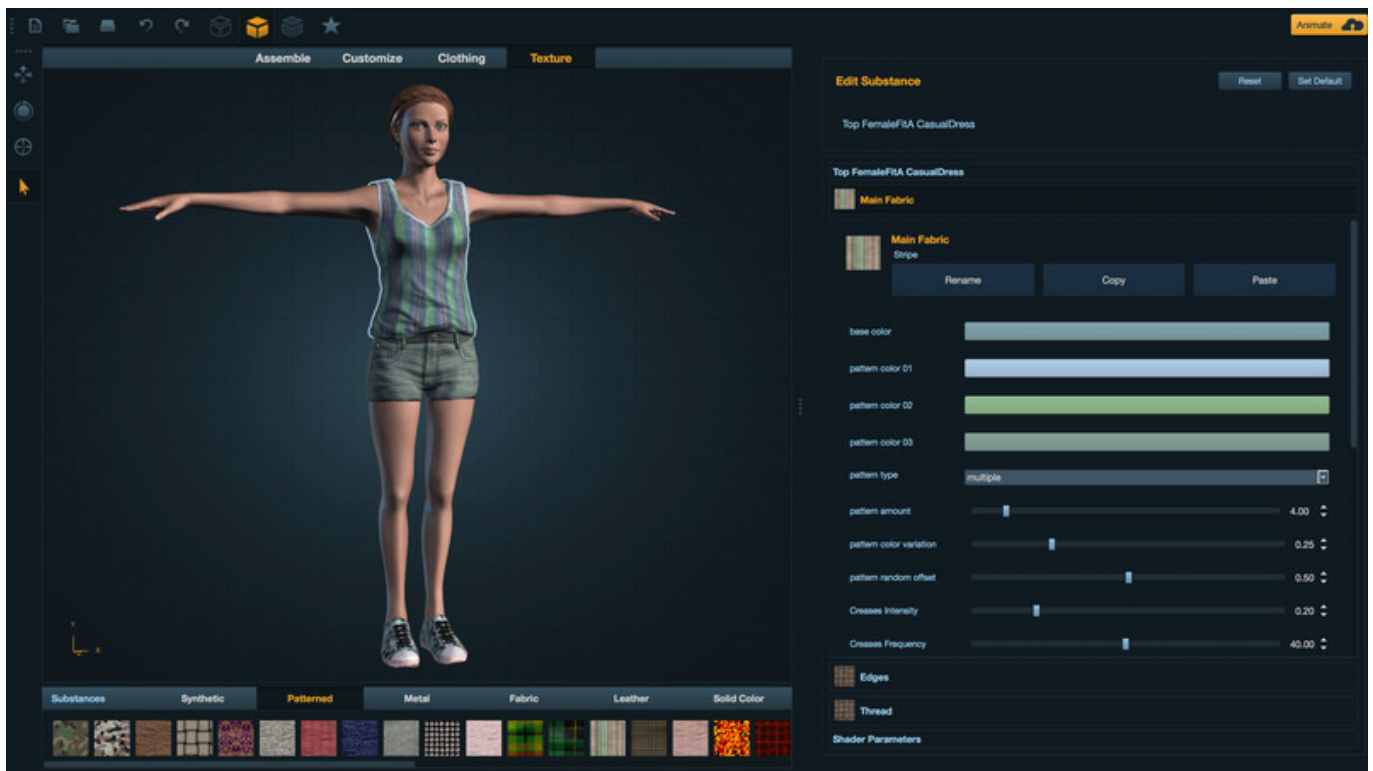 Animate
Assemble Customize Clothing Texture
Edit Substance Reset Set Default
Top FemaleFitA CasualDress
Top FemaleFitA CasualDress
Main Fabric
Main Fabric
Stripe
Rename Copy Paste
base color
pattern color 01
pattern color 02
pattern color 03
pattern type multiple
pattern amount 4.00
pattern color variation 0.25
pattern random offset 0.50
Creases Intensity 0.20
Creases Frequency 40.00
Y
Z X
Edges
Substances Synthetic Patterned Metal Fabric Leather Solid Color
Thread
Shader Parameters